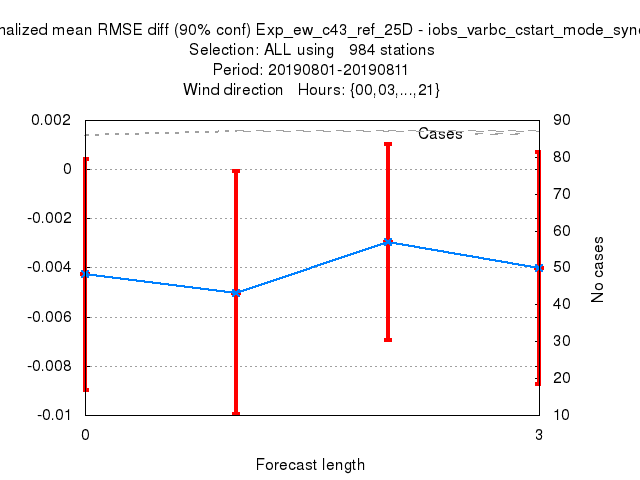 mean RMSE diff (90% conf) Exp_ew_c43_ref_25D - iobs_varbc_cstart_mode_
Selection: ALL using 984 stations
Period: 20190801-20190811
Wind direction Hours: {00,03,...,21}
0.002
0
-0.002
-0.004
-0.006
-0.008
-0.01
Cases
90
80
70
60
50
40
30
20
10
No cases
0
3
Forecast length